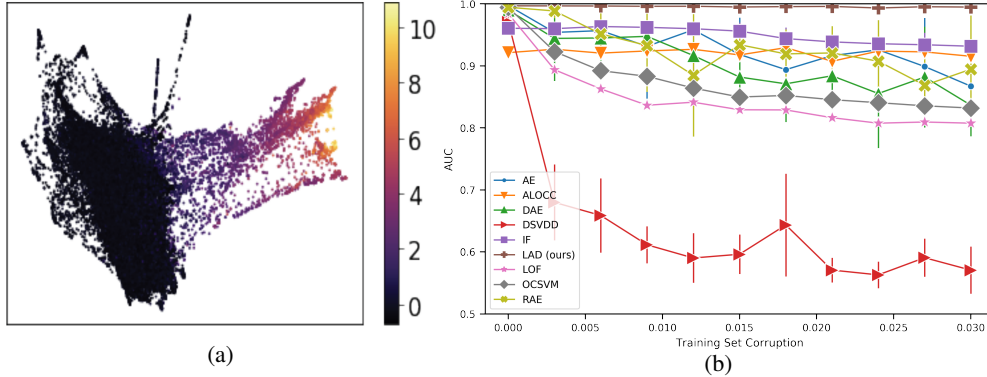 10
8
6
4
2
0
(a)
1.0
0.9
0.8
0.7
0.6
0.5
AUC
AE
ALOCC
DAE
DSVDD
IF
LAD (ours)
LOF
OCSVM
RAE
0.000
0.005
0.010
0.015
0.020
0.025
0.030
Training Set Corruption
(b)